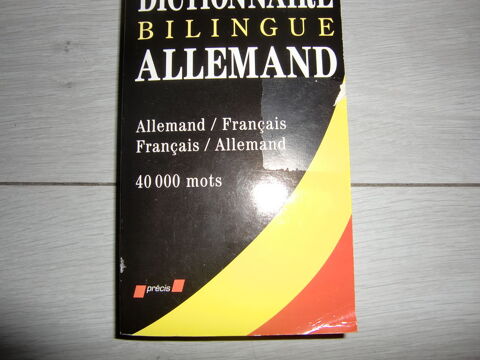 DICTIONNAIRE
BILINGUE
ALLEMAND
Allemand / Français
Français / Allemand
40 000 mots
précis